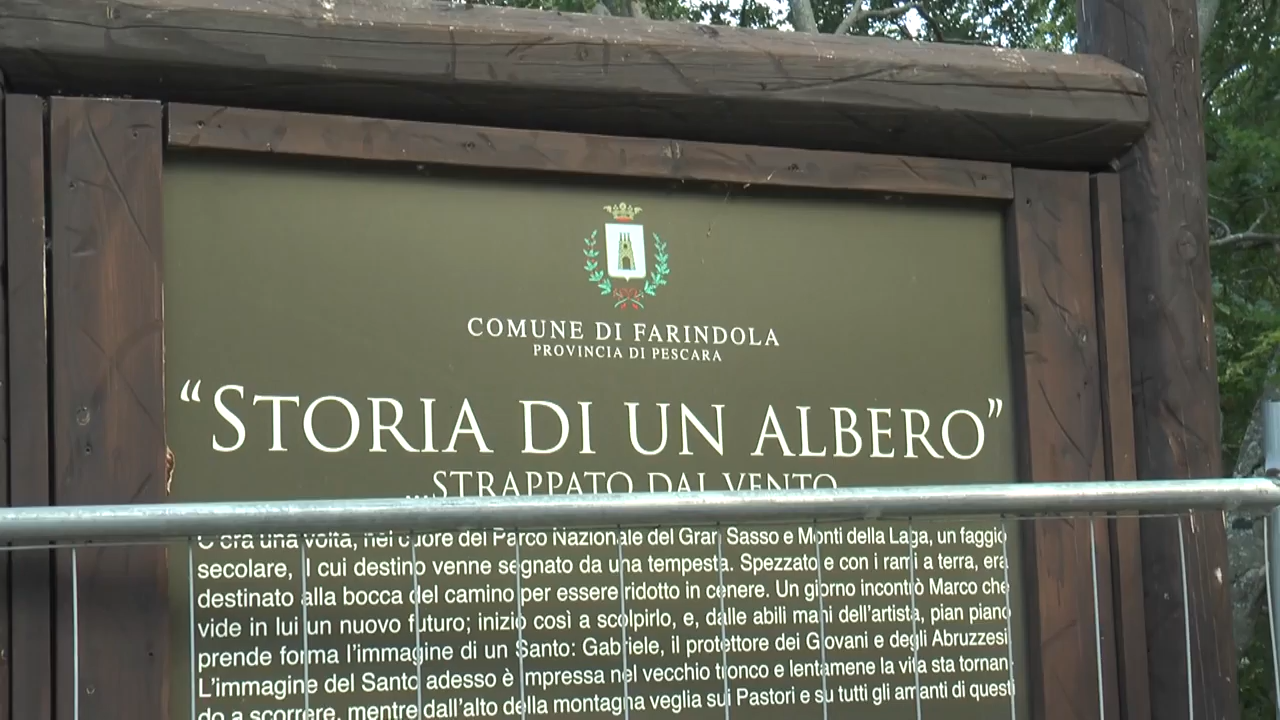 COMUNE DI FARINDOLA
PROVINCIA DI PESCARA
“STORIA DI UN ALBERO”
...STRAPPATO DAL VENTO
C'era una volta, nel cuore del Parco Nazionale del Gran Sasso e Monti della Laga, un faggio
secolare, il cui destino venne segnato da una tempesta. Spezzato e con i rami a terra, era
destinato alla bocca del camino per essere ridotto in cenere. Un giorno incontrò Marco che
vide in lui un nuovo futuro; iniziò così a scolpirlo, e, dalle abili mani dell'artista, pian piano
prende forma l'immagine di un Santo: Gabriele, il protettore dei Giovani e degli Abruzzesi.
L'immagine del Santo adesso è impressa nel vecchio tronco e lentamene la vita sta tornan-
do a scorrere, mentre dall'alto della montagna veglia sui Pastori e su tutti gli amanti di questi